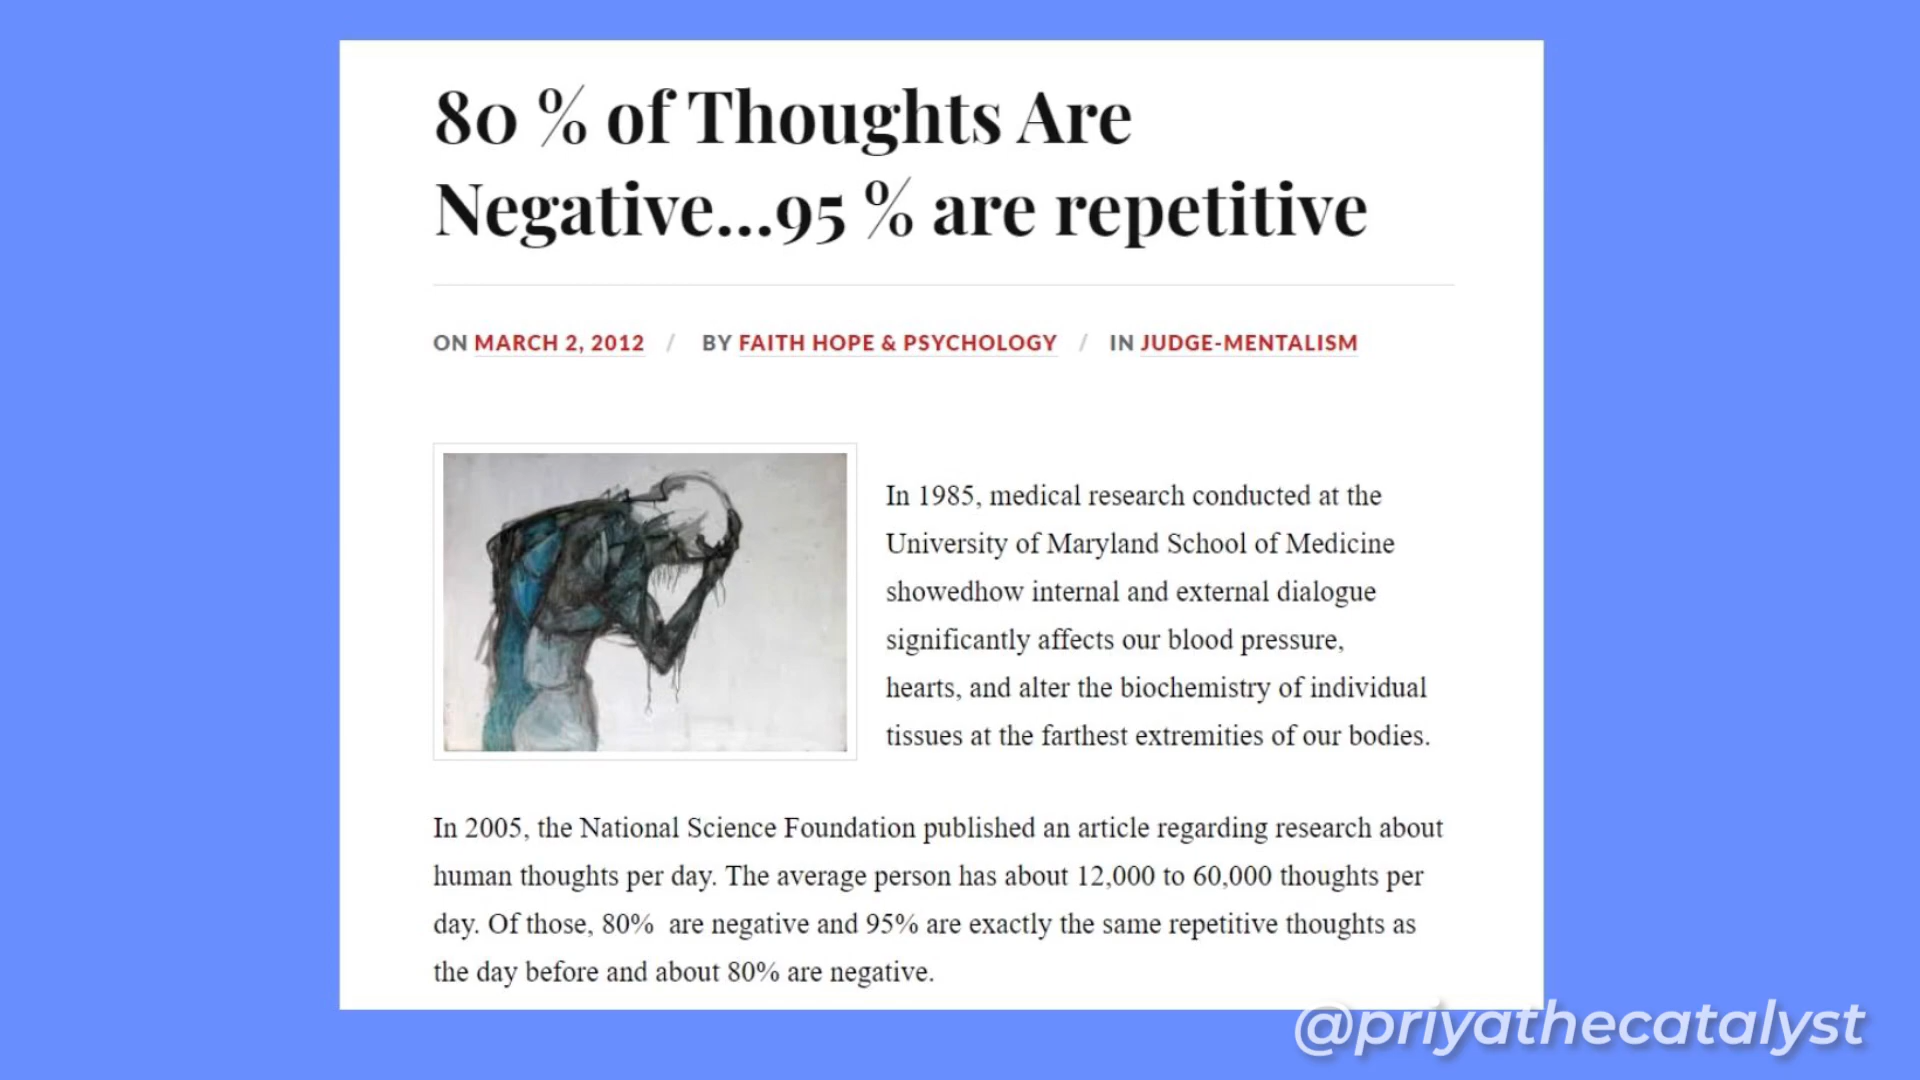 80 % of Thoughts Are
Negative…95 % are repetitive
ON MARCH 2, 2012 / BY FAITH HOPE & PSYCHOLOGY / IN JUDGE-MENTALISM
In 1985, medical research conducted at the
University of Maryland School of Medicine
showedhow internal and external dialogue
significantly affects our blood pressure,
hearts, and alter the biochemistry of individual
tissues at the farthest extremities of our bodies.
In 2005, the National Science Foundation published an article regarding research about
human thoughts per day. The average person has about 12,000 to 60,000 thoughts per
day. Of those, 80%  are negative and 95% are exactly the same repetitive thoughts as
the day before and about 80% are negative.
@priyathecatalyst